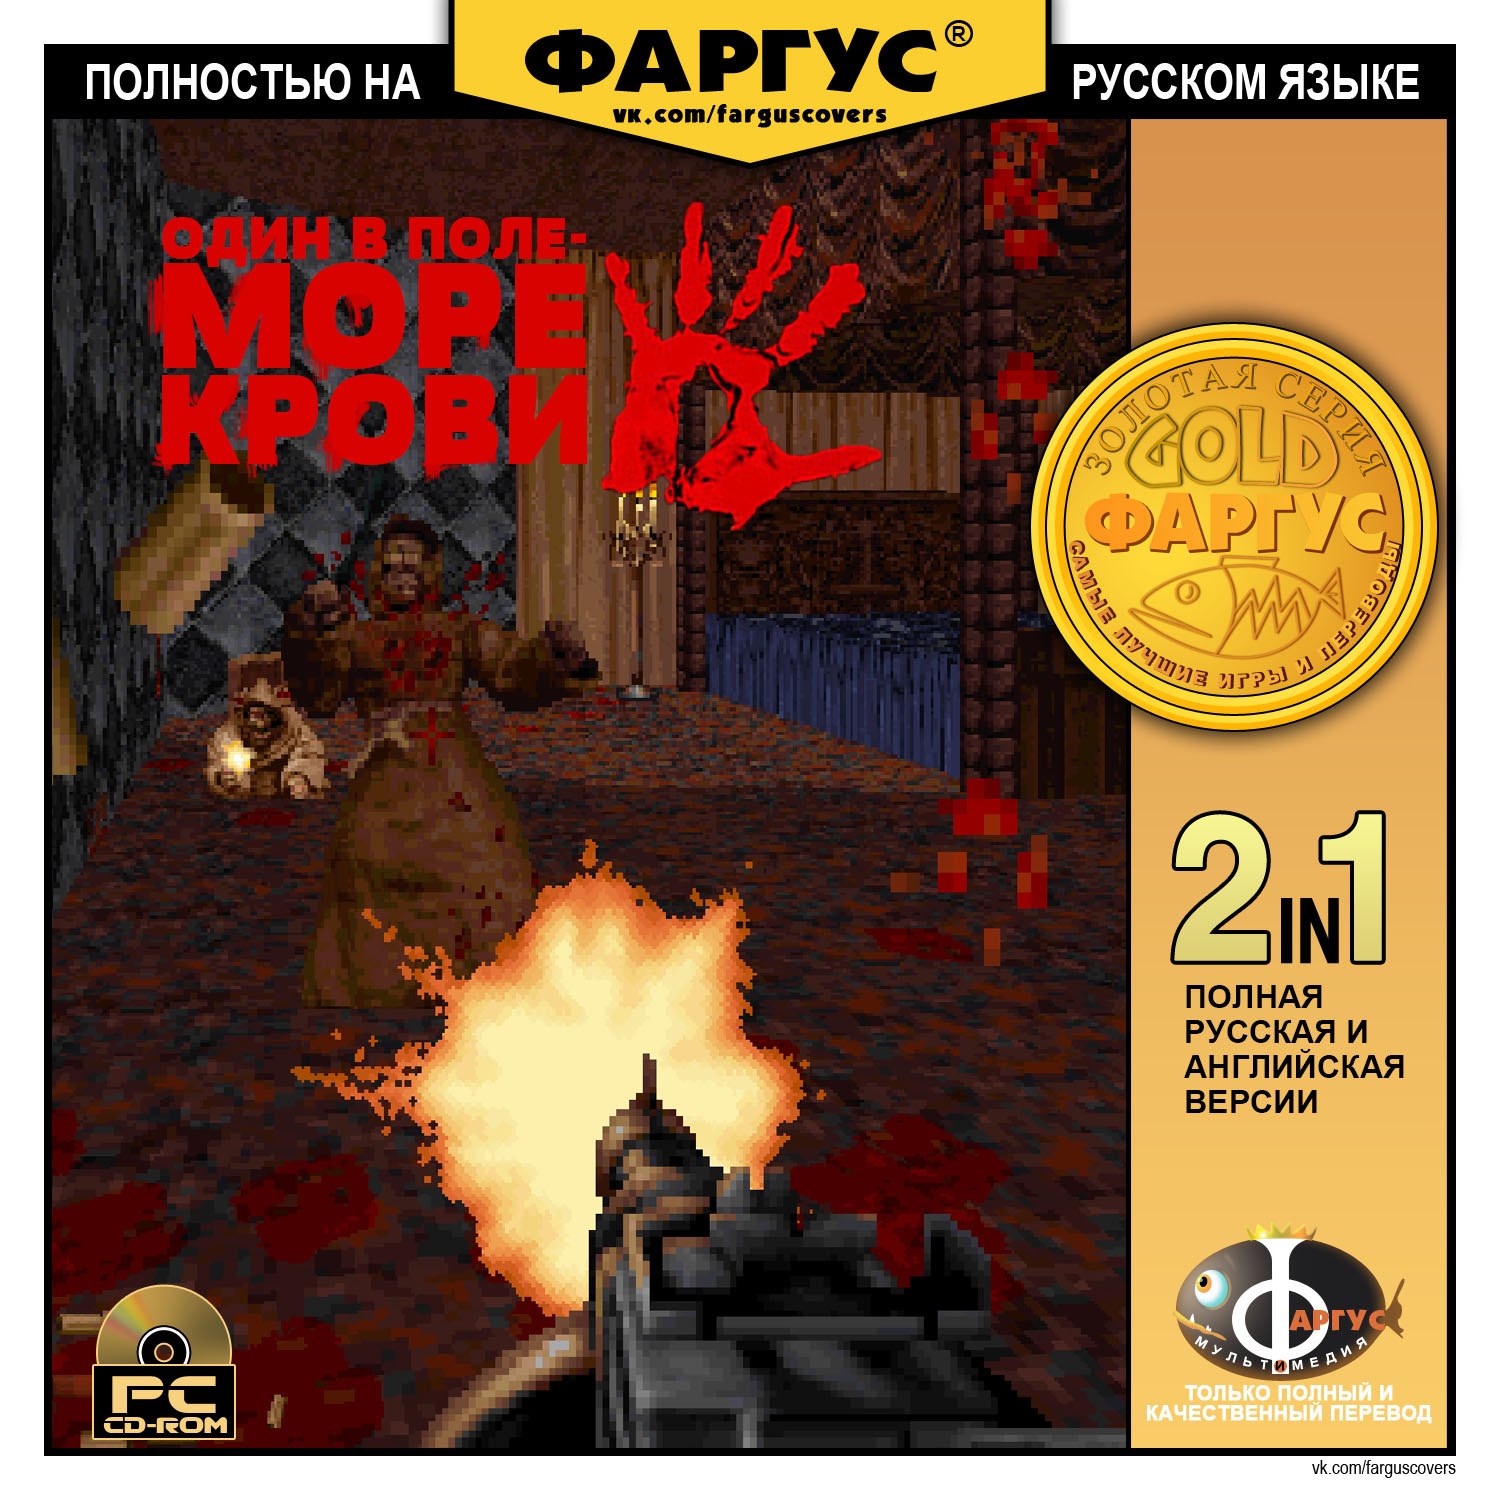 ФАРГУС®
vk.com/farguscovers
ПОЛНОСТЬЮ НА РУССКОМ ЯЗЫКЕ
ОДИН В ПОЛЕ-
МОРЕ
КРОВИ
ЗОЛОТАЯ СЕРИЯ
GOLD
ФАРГУС
САМЫЕ ЛУЧШИЕ ИГРЫ И ПЕРЕВОДЫ
2IN1
ПОЛНАЯ
РУССКАЯ И
АНГЛИЙСКАЯ
ВЕРСИИ
ФАРГУС
МУЛЬТИМЕДИЯ
ТОЛЬКО ПОЛНЫЙ И
КАЧЕСТВЕННЫЙ ПЕРЕВОД
PC
CD-ROM
vk.com/farguscovers